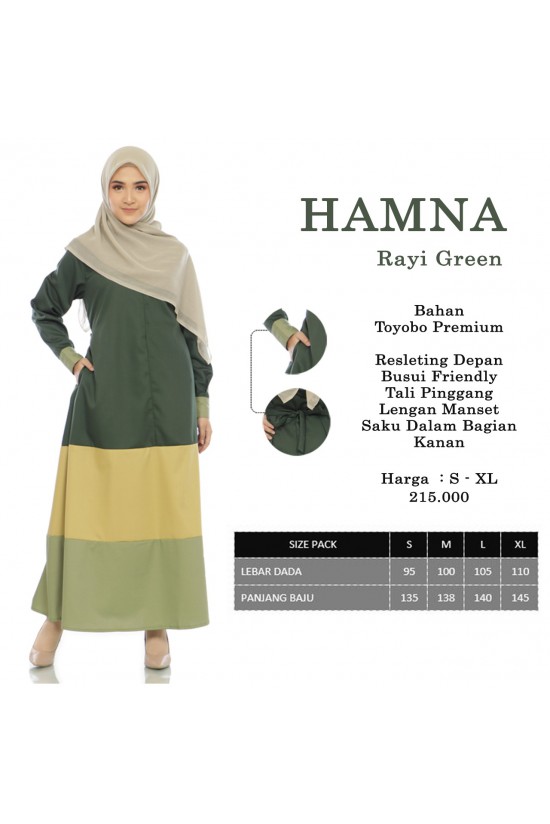 HAMNA
Rayi Green
Bahan
Toyobo Premium
Resleting Depan
Busui Friendly
Tali Pinggang
Lengan Manset
Saku Dalam Bagian
Kanan
Harga : S - XL
215.000
SIZE PACK S M L XL
LEBAR DADA 95 100 105 110
PANJANG BAJU 135 138 140 145